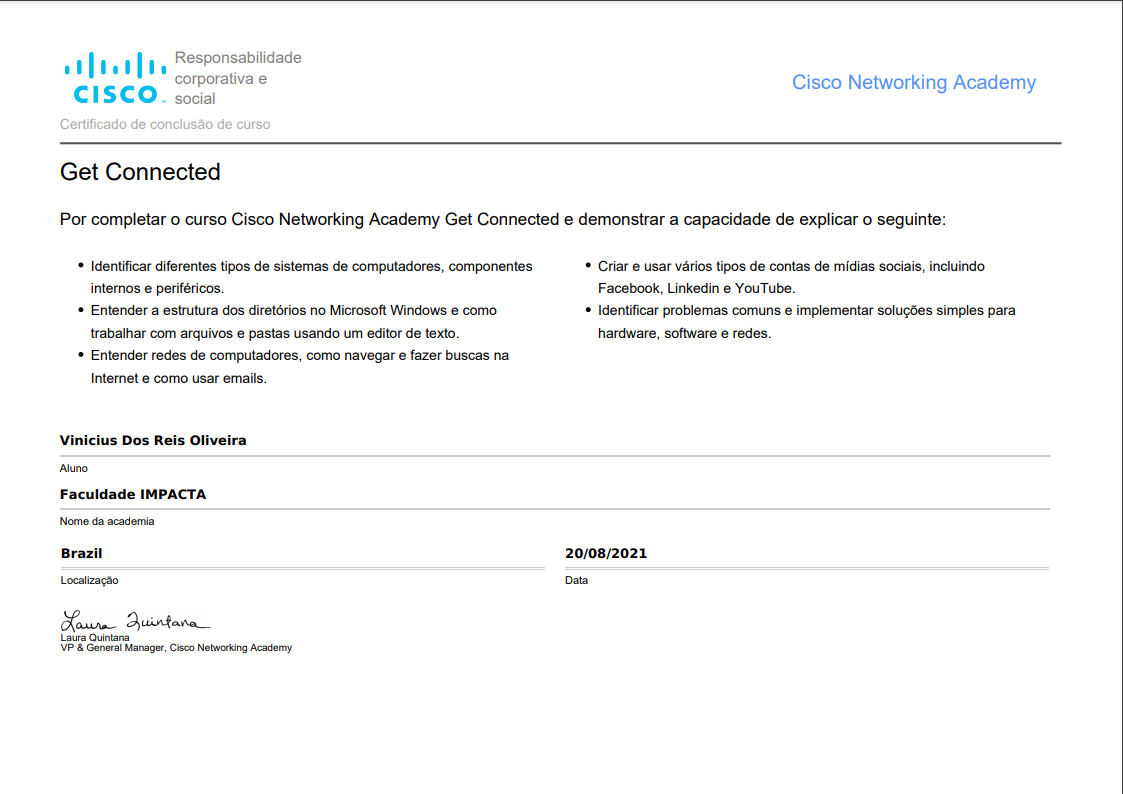 CISCO
Responsabilidade
corporativa e
social
Cisco Networking Academy
Certificado de conclusão de curso
Get Connected
Por completar o curso Cisco Networking Academy Get Connected e demonstrar a capacidade de explicar o seguinte:
• Identificar diferentes tipos de sistemas de computadores, componentes
internos e periféricos.
• Entender a estrutura dos diretórios no Microsoft Windows e como
trabalhar com arquivos e pastas usando um editor de texto.
• Entender redes de computadores, como navegar e fazer buscas na
Internet e como usar emails.
• Criar e usar vários tipos de contas de mídias sociais, incluindo
Facebook, Linkedin e YouTube.
• Identificar problemas comuns e implementar soluções simples para
hardware, software e redes.
Vinicius Dos Reis Oliveira
Aluno
Faculdade IMPACTA
Nome da academia
Brazil
Localização
20/08/2021
Data
Laura Quintana
Laura Quintana
VP & General Manager, Cisco Networking Academy